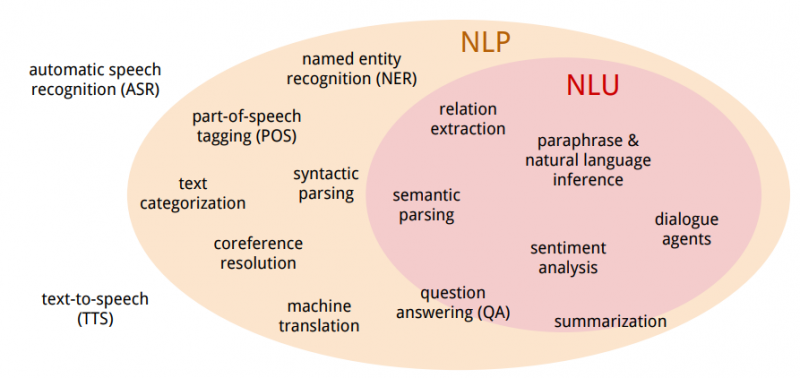 NLP
NLU
automatic speech
recognition (ASR)
named entity
recognition (NER)
part-of-speech
tagging (POS)
relation
extraction
paraphrase &
natural language
inference
text
categorization
syntactic
parsing
semantic
parsing
dialogue
agents
coreference
resolution
sentiment
analysis
text-to-speech
(TTS)
machine
translation
question
answering (QA)
summarization